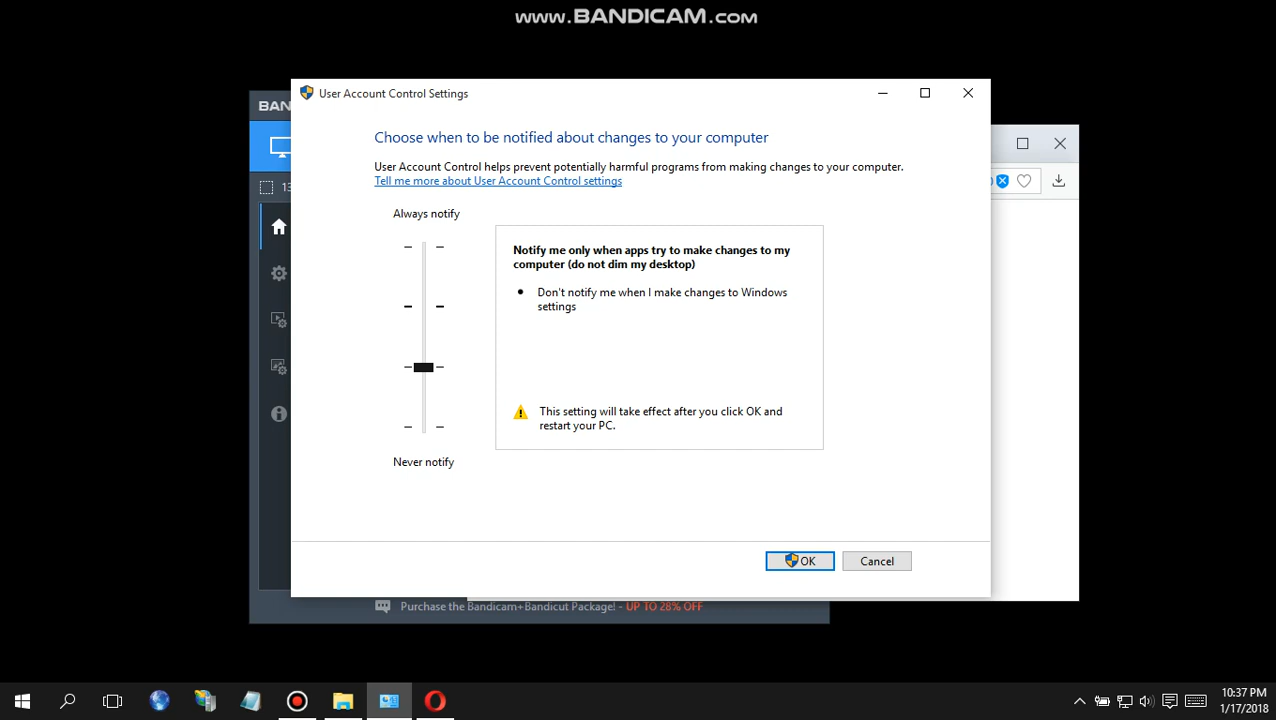 www.BANDICAM.com
BAN
User Account Control Settings
Choose when to be notified about changes to your computer
User Account Control helps prevent potentially harmful programs from making changes to your computer.
Tell me more about User Account Control settings
13
Always notify
Notify me only when apps try to make changes to my
computer (do not dim my desktop)
Don't notify me when I make changes to Windows
settings
This setting will take effect after you click OK and
restart your PC.
Never notify
OK
Cancel
Purchase the Bandicam+Bandicut Package! - UP TO 28% OFF
10:37 PM
1/17/2018